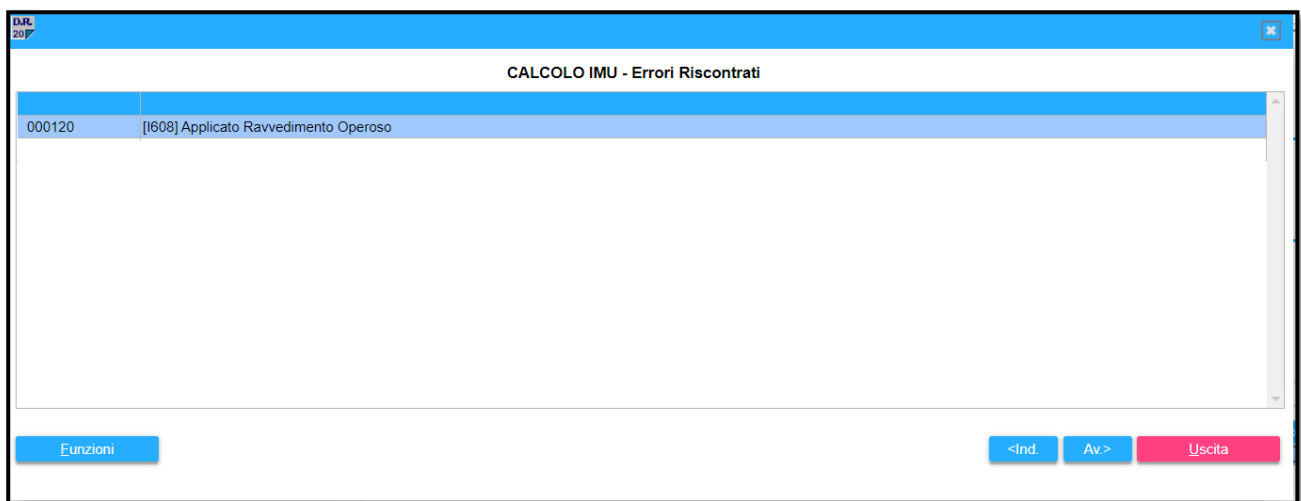 D.R.
20
CALCOLO IMU - Errori Riscontrati
000120 [I608] Applicato Ravvedimento Operoso
Funzioni <Ind. Av.> Uscita